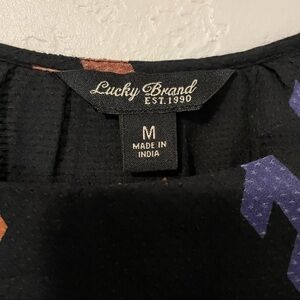 Lucky Brand
EST. 1990
M
MADE IN
INDIA